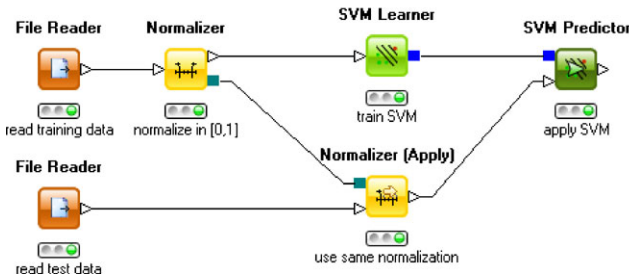 File Reader
Normalizer
SVM Learner
SVM Predictor
read training data
normalize in [0,1]
train SVM
apply SVM
File Reader
Normalizer (Apply)
read test data
use same normalization